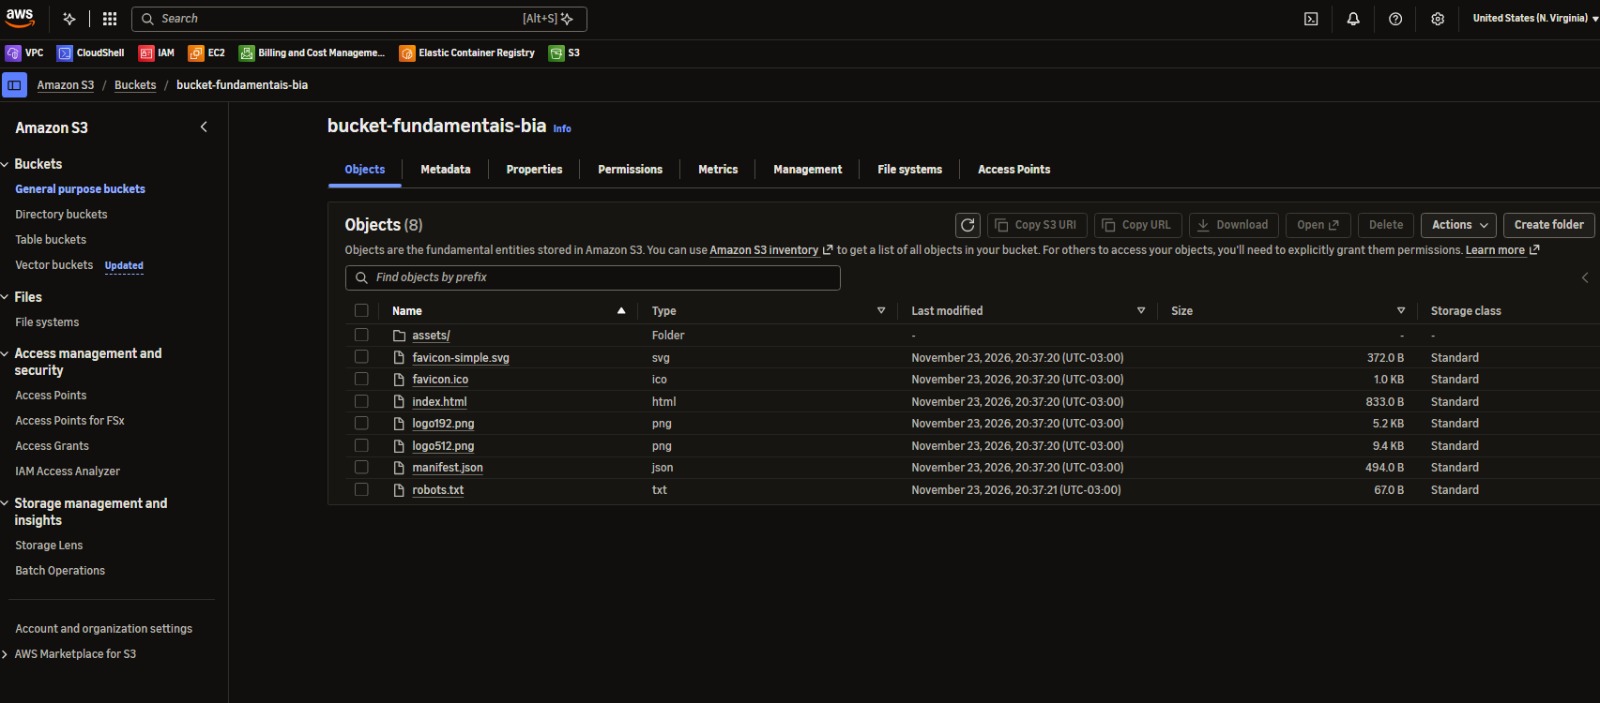 aws
Search [Alt+S]
United States (N. Virginia)
VPC CloudShell IAM EC2 Billing and Cost Manageme... Elastic Container Registry S3
Amazon S3 / Buckets / bucket-fundamentais-bia
Amazon S3
Buckets
General purpose buckets
Directory buckets
Table buckets
Vector buckets Updated
Files
File systems
Access management and
security
Access Points
Access Points for FSx
Access Grants
IAM Access Analyzer
Storage management and
insights
Storage Lens
Batch Operations
Account and organization settings
AWS Marketplace for S3
bucket-fundamentais-bia Info
Objects Metadata Properties Permissions Metrics Management File systems Access Points
Objects (8)
Copy S3 URI Copy URL Download Open Delete Actions Create folder
Objects are the fundamental entities stored in Amazon S3. You can use Amazon S3 inventory to get a list of all objects in your bucket. For others to access your objects, you'll need to explicitly grant them permissions. Learn more
Find objects by prefix
Name Type Last modified Size Storage class
assets/ Folder - - -
favicon-simple.svg svg November 23, 2026, 20:37:20 (UTC-03:00) 372.0 B Standard
favicon.ico ico November 23, 2026, 20:37:20 (UTC-03:00) 1.0 KB Standard
index.html html November 23, 2026, 20:37:20 (UTC-03:00) 833.0 B Standard
logo192.png png November 23, 2026, 20:37:20 (UTC-03:00) 5.2 KB Standard
logo512.png png November 23, 2026, 20:37:20 (UTC-03:00) 9.4 KB Standard
manifest.json json November 23, 2026, 20:37:20 (UTC-03:00) 494.0 B Standard
robots.txt txt November 23, 2026, 20:37:21 (UTC-03:00) 67.0 B Standard